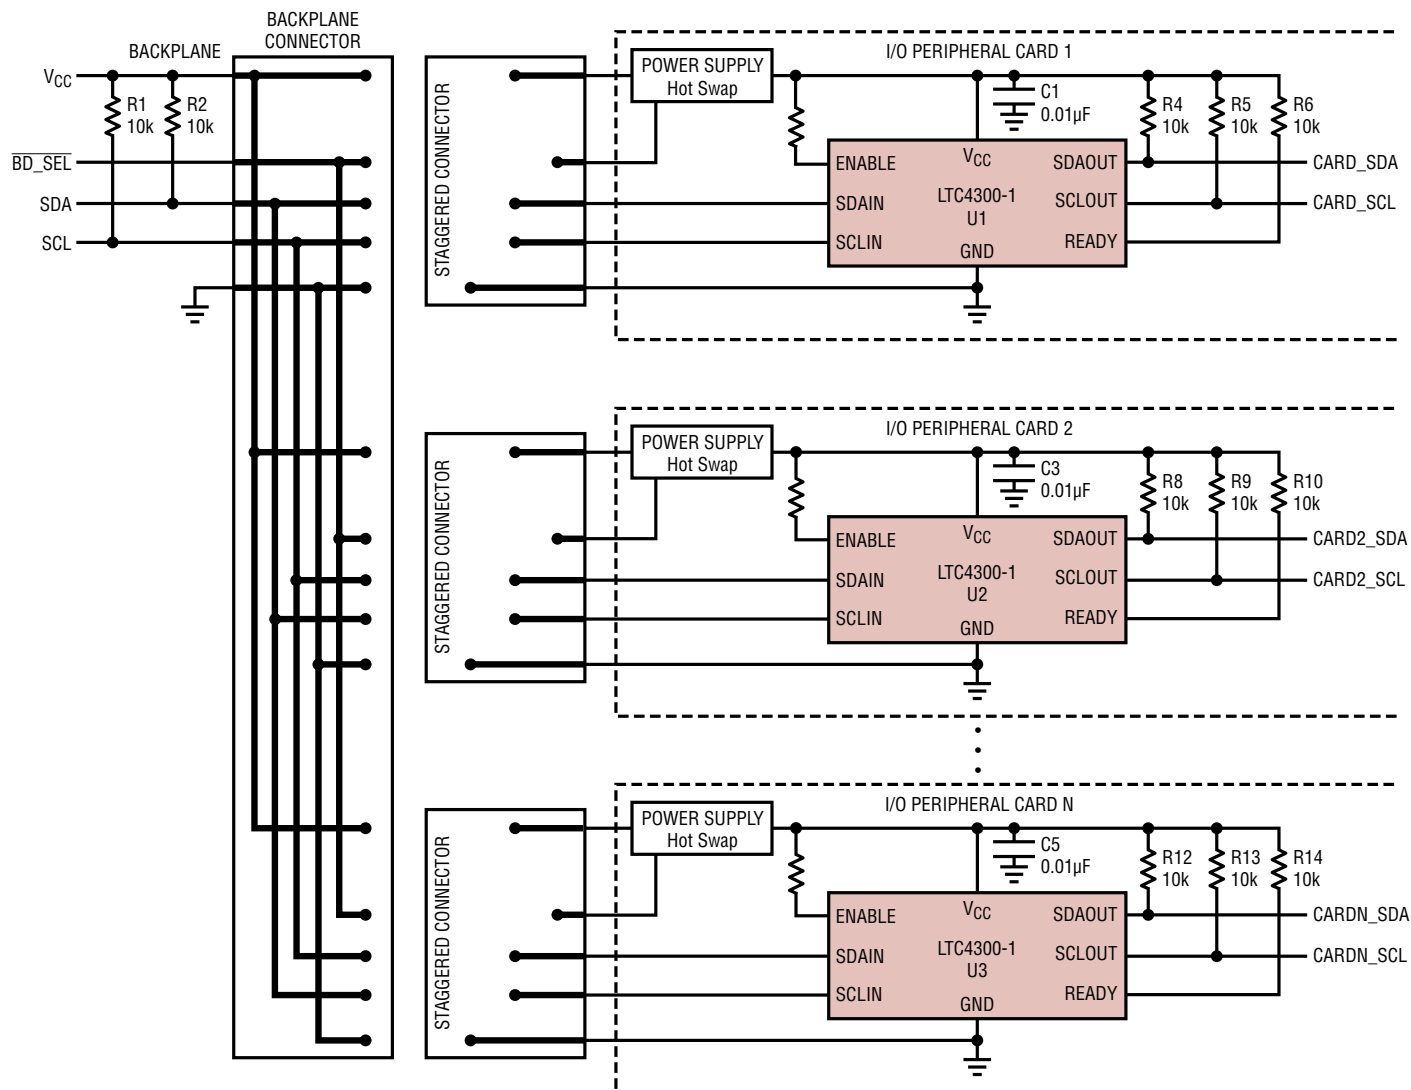 BACKPLANE
CONNECTOR
BACKPLANE
VCC
R1
10k
R2
10k
BD_SEL
SDA
SCL
STAGGERED CONNECTOR
I/O PERIPHERAL CARD 1
POWER SUPPLY
Hot Swap
C1
0.01µF
R4
10k
R5
10k
R6
10k
ENABLE
VCC
SDAOUT
CARD_SDA
SDAIN
LTC4300-1
U1
SCLOUT
CARD_SCL
SCLIN
GND
READY
STAGGERED CONNECTOR
I/O PERIPHERAL CARD 2
POWER SUPPLY
Hot Swap
C3
0.01µF
R8
10k
R9
10k
R10
10k
ENABLE
VCC
SDAOUT
CARD2_SDA
SDAIN
LTC4300-1
U2
SCLOUT
CARD2_SCL
SCLIN
GND
READY
STAGGERED CONNECTOR
I/O PERIPHERAL CARD N
POWER SUPPLY
Hot Swap
C5
0.01µF
R12
10k
R13
10k
R14
10k
ENABLE
VCC
SDAOUT
CARDN_SDA
SDAIN
LTC4300-1
U3
SCLOUT
CARDN_SCL
SCLIN
GND
READY